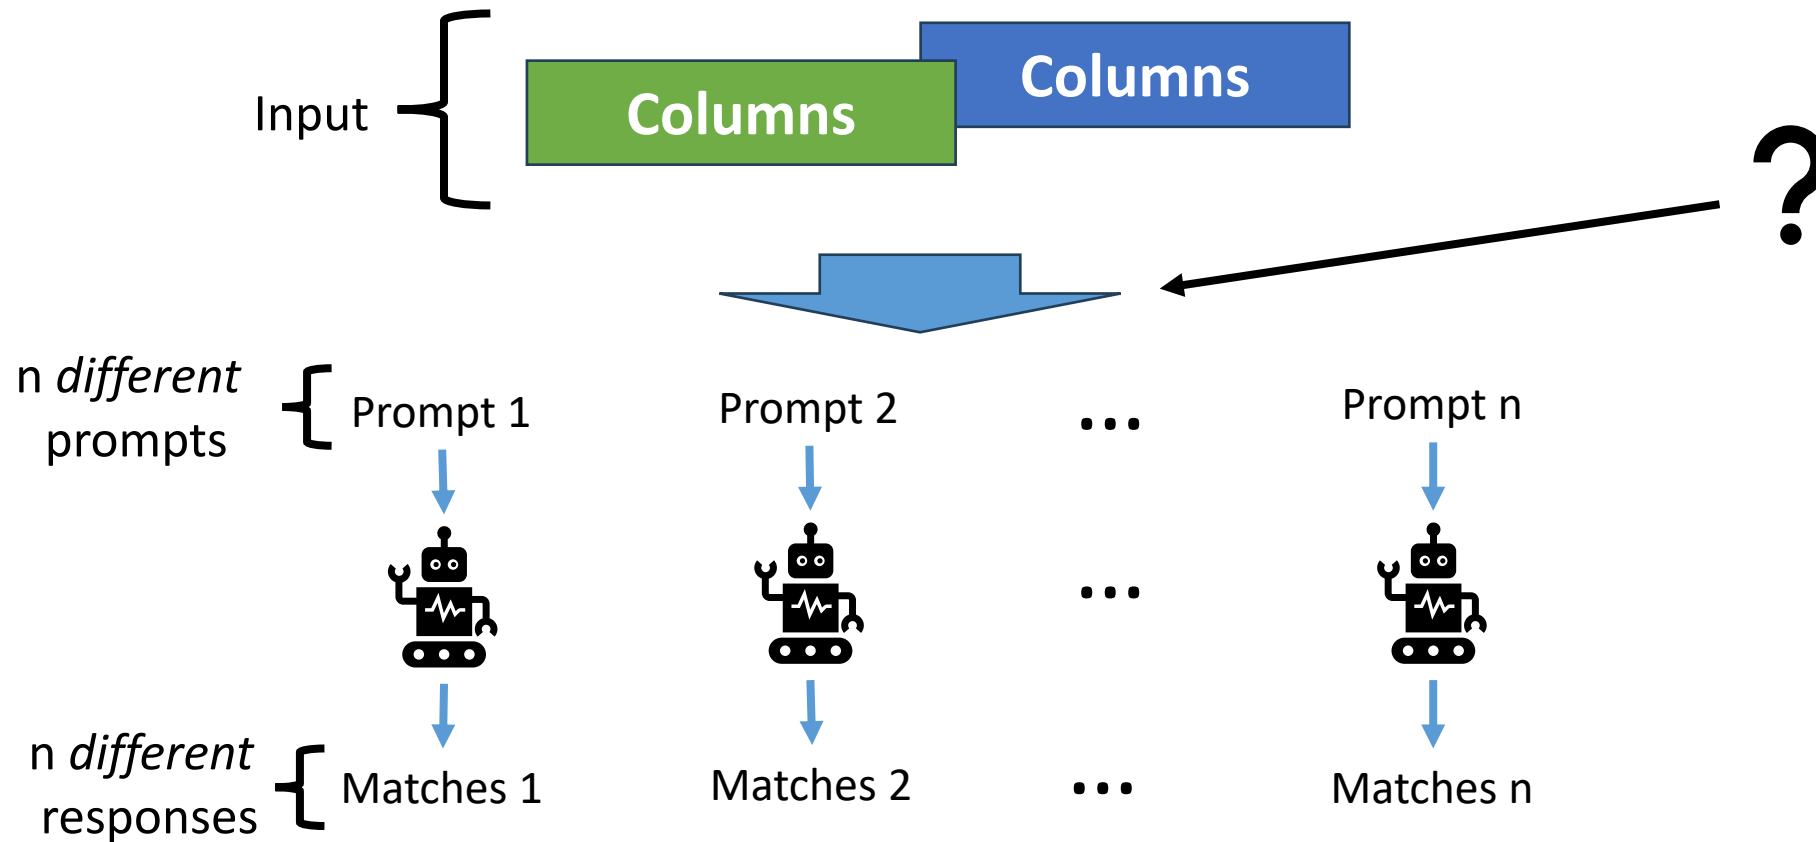 Columns
Input
Columns
?
n different
prompts
Prompt 1
Prompt 2
...
Prompt n
...
n different
responses
Matches 1
Matches 2
...
Matches n